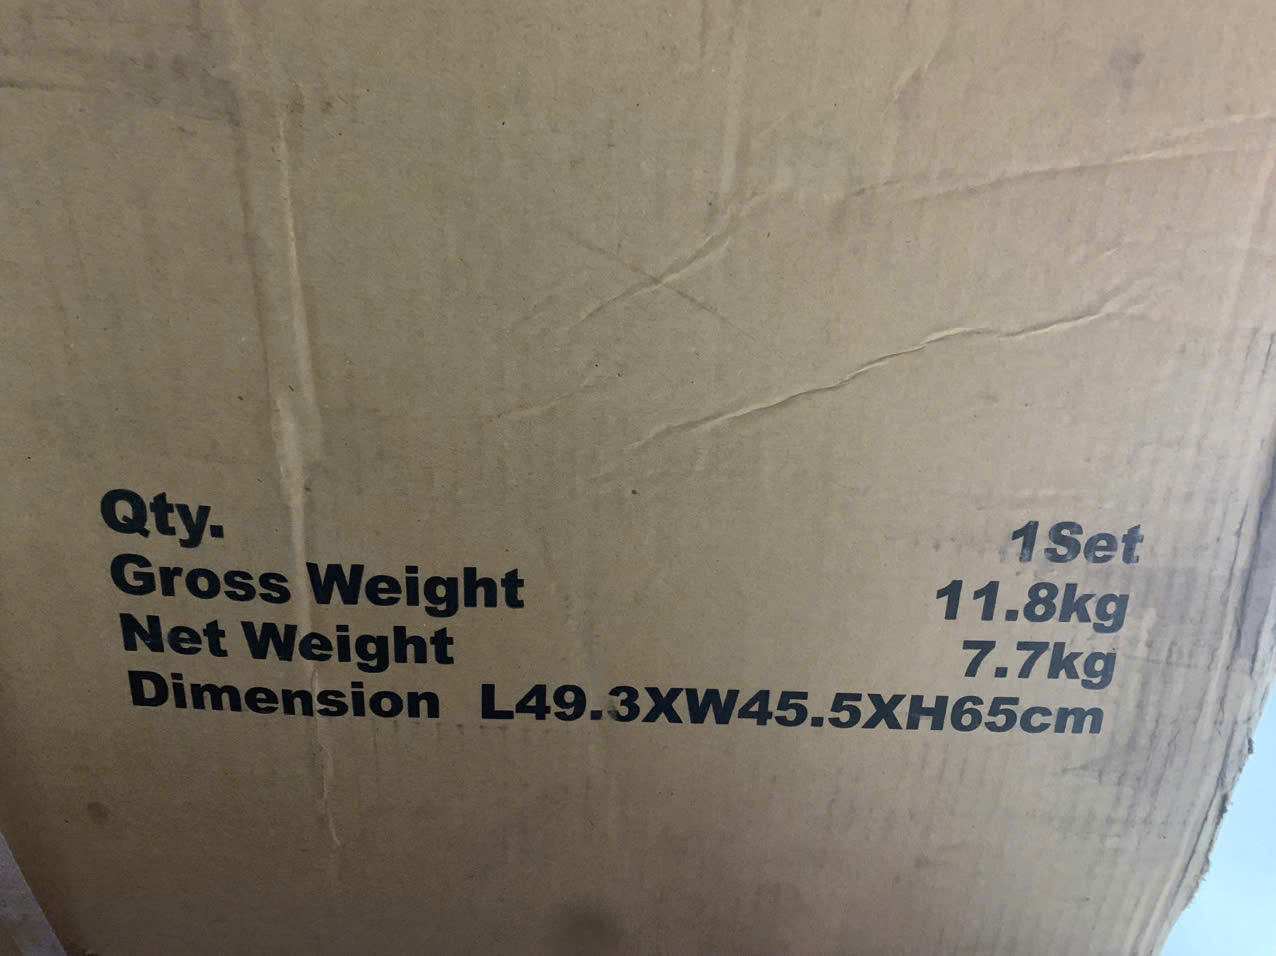 Qty. 1Set
Gross Weight 11.8kg
Net Weight 7.7kg
Dimension L49.3XW45.5XH65cm